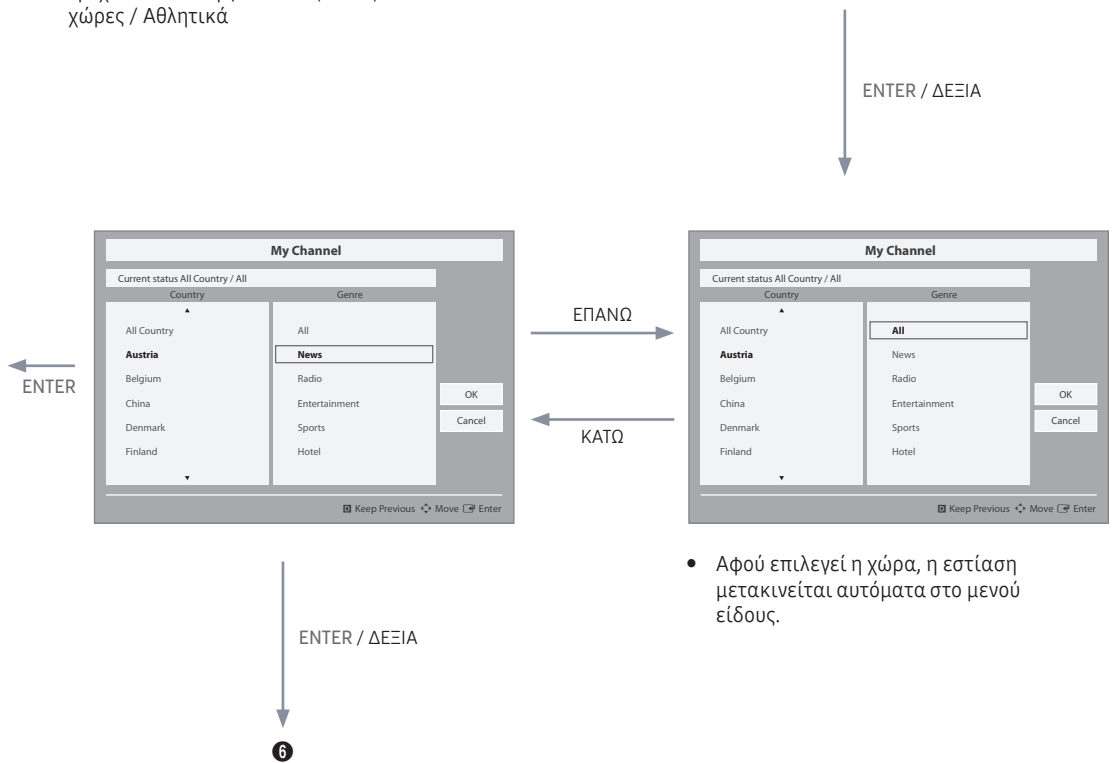 χώρες / Αθλητικά
ENTER / ΔΕΞΙΑ
My Channel
Current status All Country / All
Country Genre
All Country All
Austria News
Belgium Radio
China Entertainment
Denmark Sports
Finland Hotel
OK
Cancel
D Keep Previous Move Enter
ENTER
ΕΠΑΝΩ
ΚΑΤΩ
My Channel
Current status All Country / All
Country Genre
All Country All
Austria News
Belgium Radio
China Entertainment
Denmark Sports
Finland Hotel
OK
Cancel
D Keep Previous Move Enter
• Αφού επιλεγεί η χώρα, η εστίαση
μετακινείται αυτόματα στο μενού
είδους.
ENTER / ΔΕΞΙΑ
❻